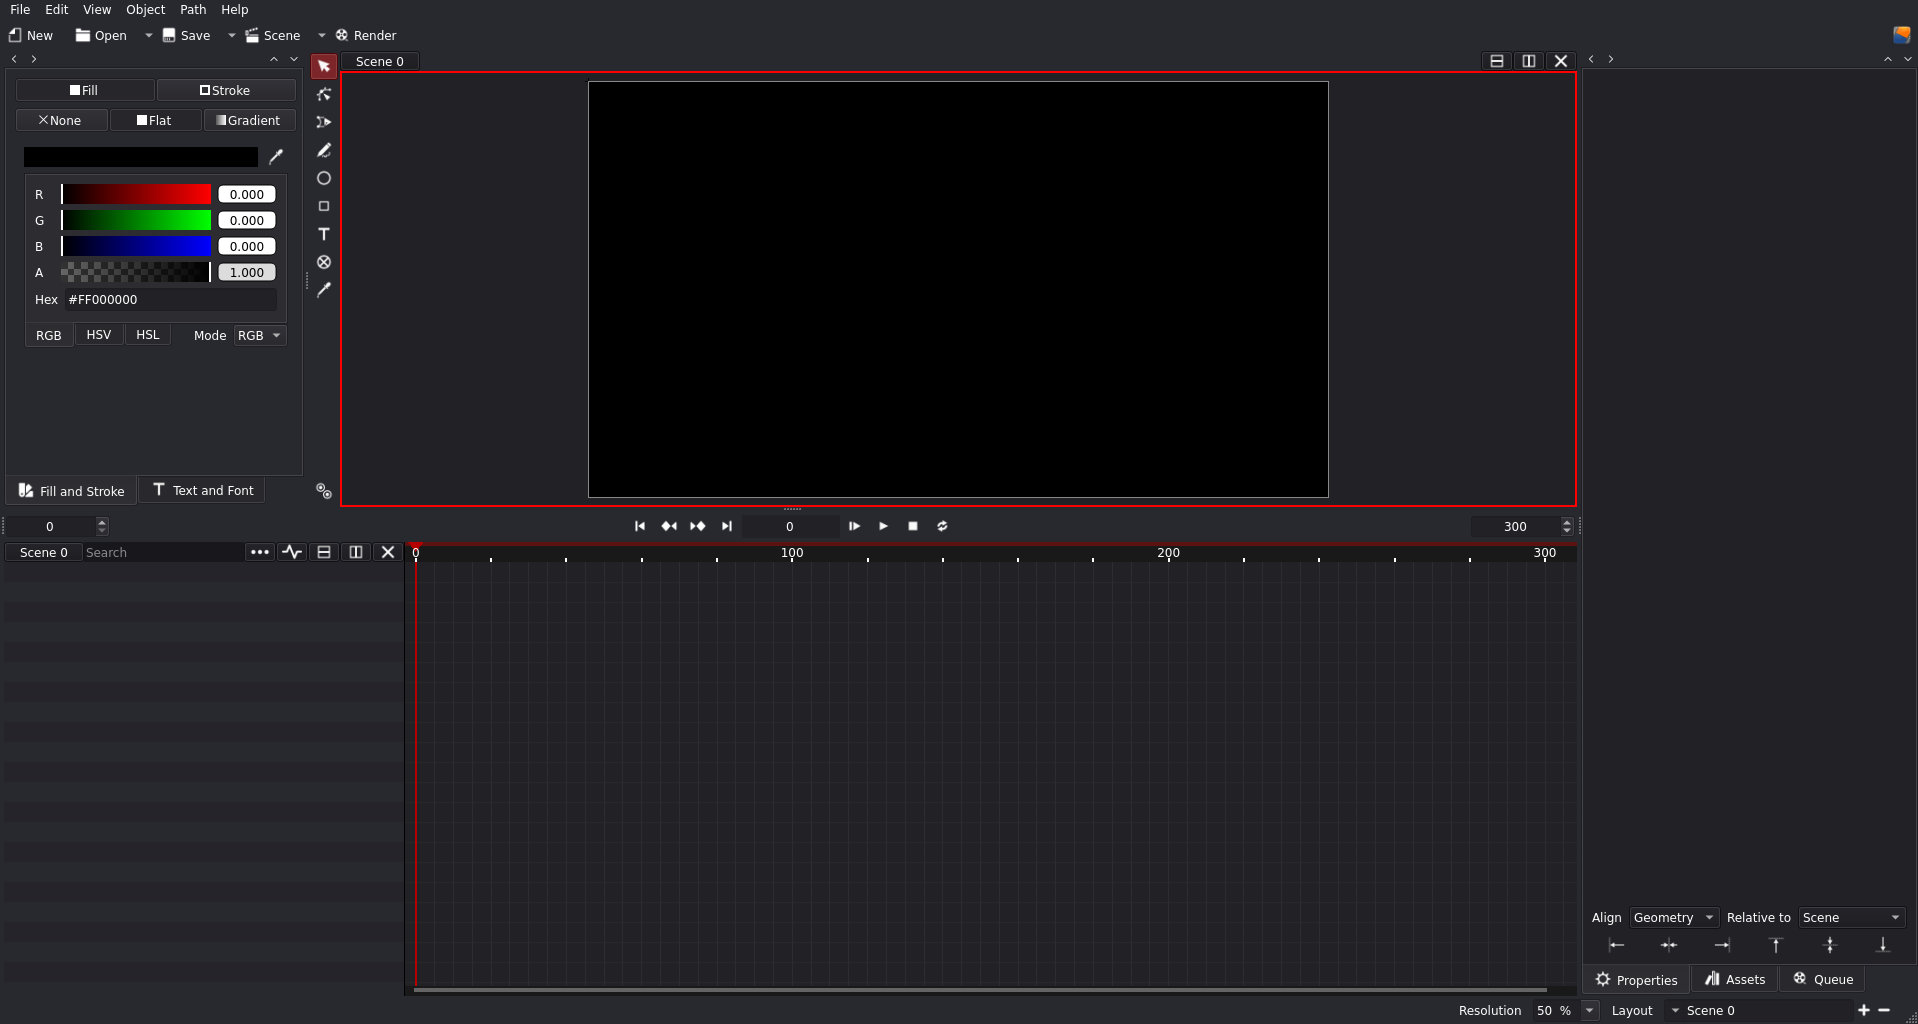 File Edit View Object Path Help
New Open Save Scene Render
Scene 0
Fill Stroke
None Flat Gradient
R 0.000
G 0.000
B 0.000
A 1.000
Hex #FF000000
RGB HSV HSL Mode RGB
Fill and Stroke Text and Font
0 0 300
Scene 0 Search 0 100 200 300
Align Geometry Relative to Scene
Properties Assets Queue
Resolution 50 % Layout Scene 0